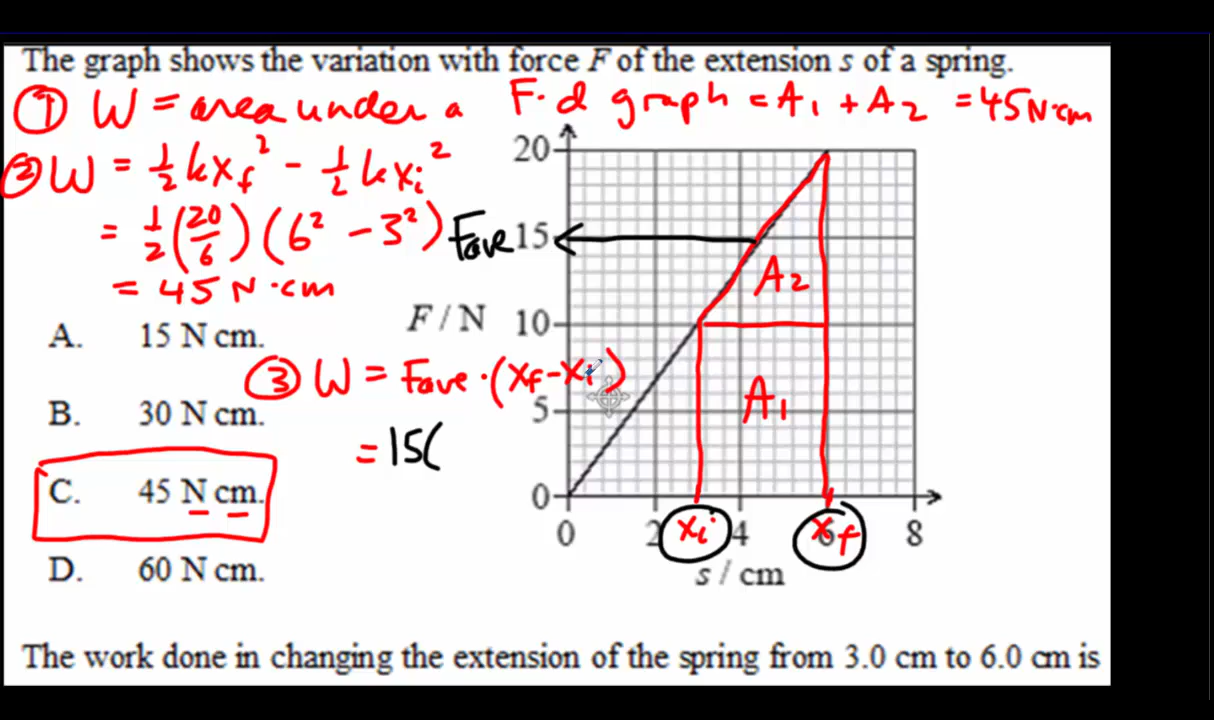 The graph shows the variation with force F of the extension s of a spring.
① W = area under a F-d graph = A₁ + A₂ = 45 N·cm
② W = ½kx_f² - ½kx_i²
= ½(20/6)(6² - 3²)
= 45 N·cm
Fave
20
15
10
5
0
F / N
A₂
A₁
A. 15 N cm.
③ W = Fave·(x_f-x_i)
B. 30 N cm.
= 15(
C. 45 N cm.
D. 60 N cm.
0 2 x_i 4 6 x_f 8
s / cm
The work done in changing the extension of the spring from 3.0 cm to 6.0 cm is